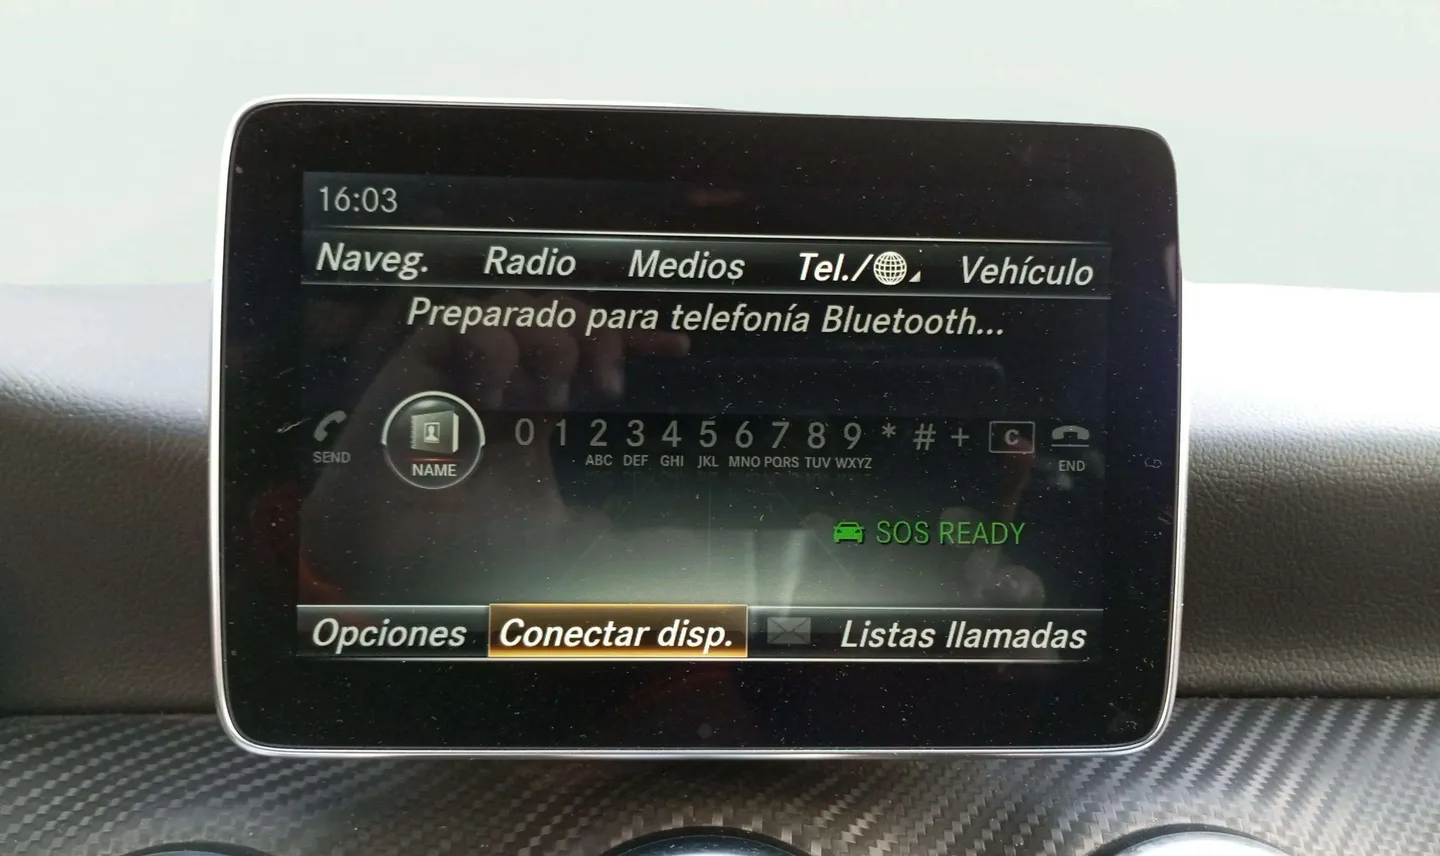 16:03
Naveg. Radio Medios Tel./ Vehículo
Preparado para telefonía Bluetooth...
0 1 2 3 4 5 6 7 8 9 * # + C
SEND NAME ABC DEF GHI JKL MNO PQRS TUV WXYZ END
SOS READY
Opciones Conectar disp. Listas llamadas